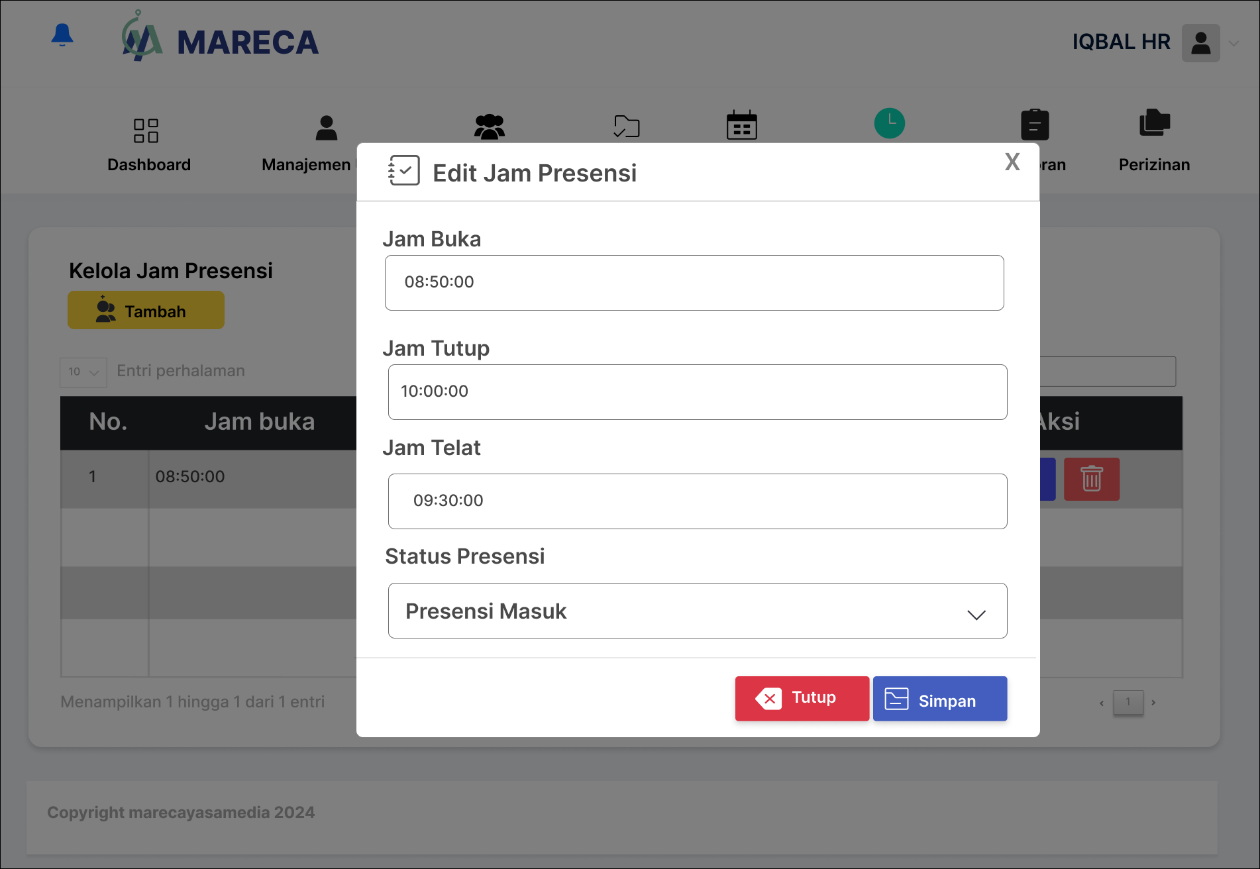 MARECA
IQBAL HR
Dashboard
Manajemen
Perizinan
Edit Jam Presensi
X
Jam Buka
08:50:00
Jam Tutup
10:00:00
Jam Telat
09:30:00
Status Presensi
Presensi Masuk
Tutup
Simpan
Kelola Jam Presensi
Tambah
10
Entri perhalaman
No.
Jam buka
Aksi
1
08:50:00
Menampilkan 1 hingga 1 dari 1 entri
‹ 1 ›
Copyright marecayasamedia 2024